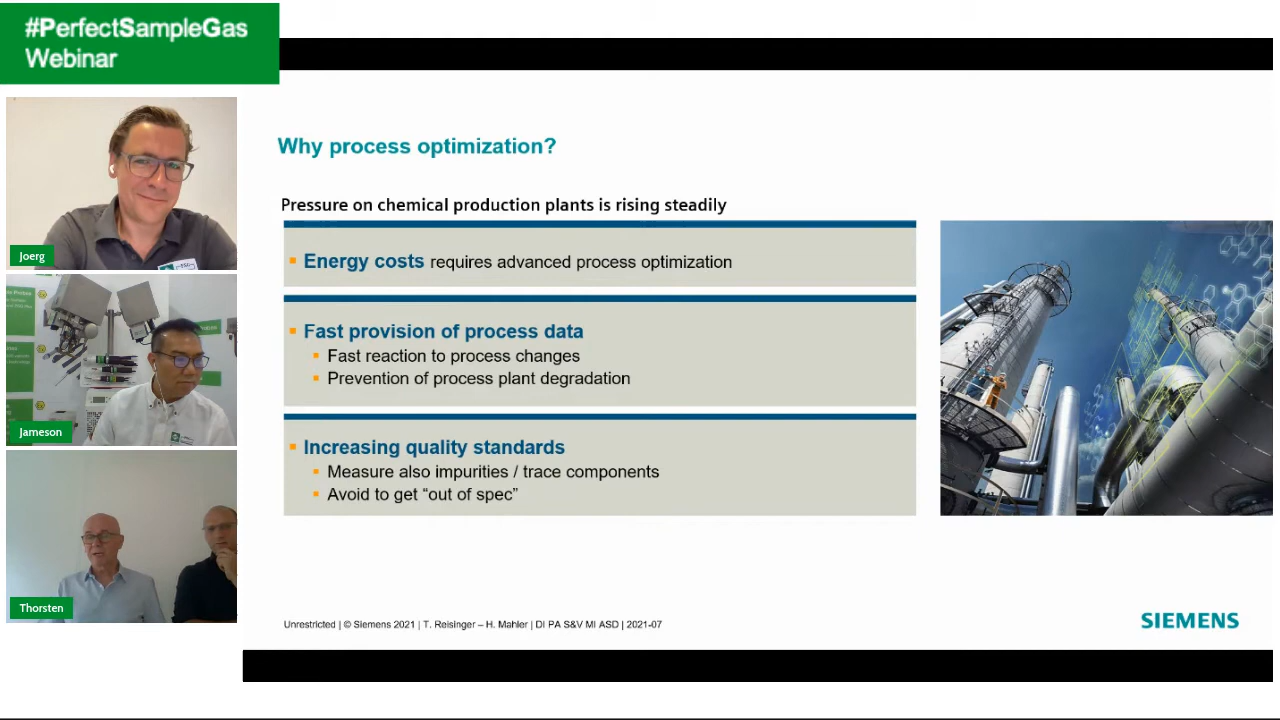 #PerfectSampleGas
Webinar
Joerg
Jameson
Thorsten
Why process optimization?
Pressure on chemical production plants is rising steadily
Energy costs requires advanced process optimization
Fast provision of process data
Fast reaction to process changes
Prevention of process plant degradation
Increasing quality standards
Measure also impurities / trace components
Avoid to get “out of spec”
Unrestricted | © Siemens 2021 | T. Reisinger – H. Mahler | DI PA S&V MI ASD | 2021-07
SIEMENS